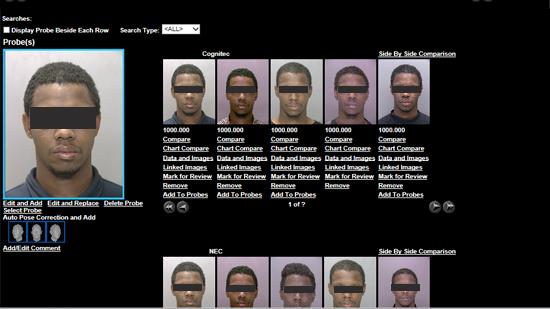 Searches:
Display Probe Beside Each Row Search Type: <ALL>
Probe(s)
Cognitec Side By Side Comparison
1000.000 1000.000 1000.000 1000.000 1000.000
Compare Compare Compare Compare Compare
Chart Compare Chart Compare Chart Compare Chart Compare Chart Compare
Data and Images Data and Images Data and Images Data and Images Data and Images
Linked Images Linked Images Linked Images Linked Images Linked Images
Mark for Review Mark for Review Mark for Review Mark for Review Mark for Review
Remove Remove Remove Remove Remove
Add To Probes Add To Probes Add To Probes Add To Probes
1 of ?
Edit and Add Edit and Replace Delete Probe
Select Probe
Auto Pose Correction and Add
Add/Edit Comment
NEC Side By Side Comparison